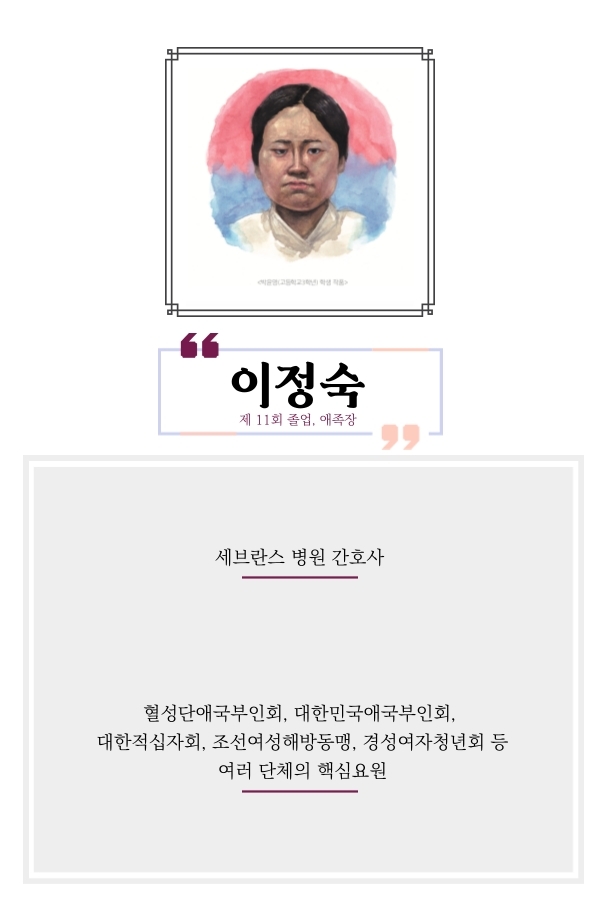 <박윤영(고등학교3학년) 학생 작품>
이정숙
제 11회 졸업, 애족장
세브란스 병원 간호사
혈성단애국부인회, 대한민국애국부인회,
대한적십자회, 조선여성해방동맹, 경성여자청년회 등
여러 단체의 핵심요원